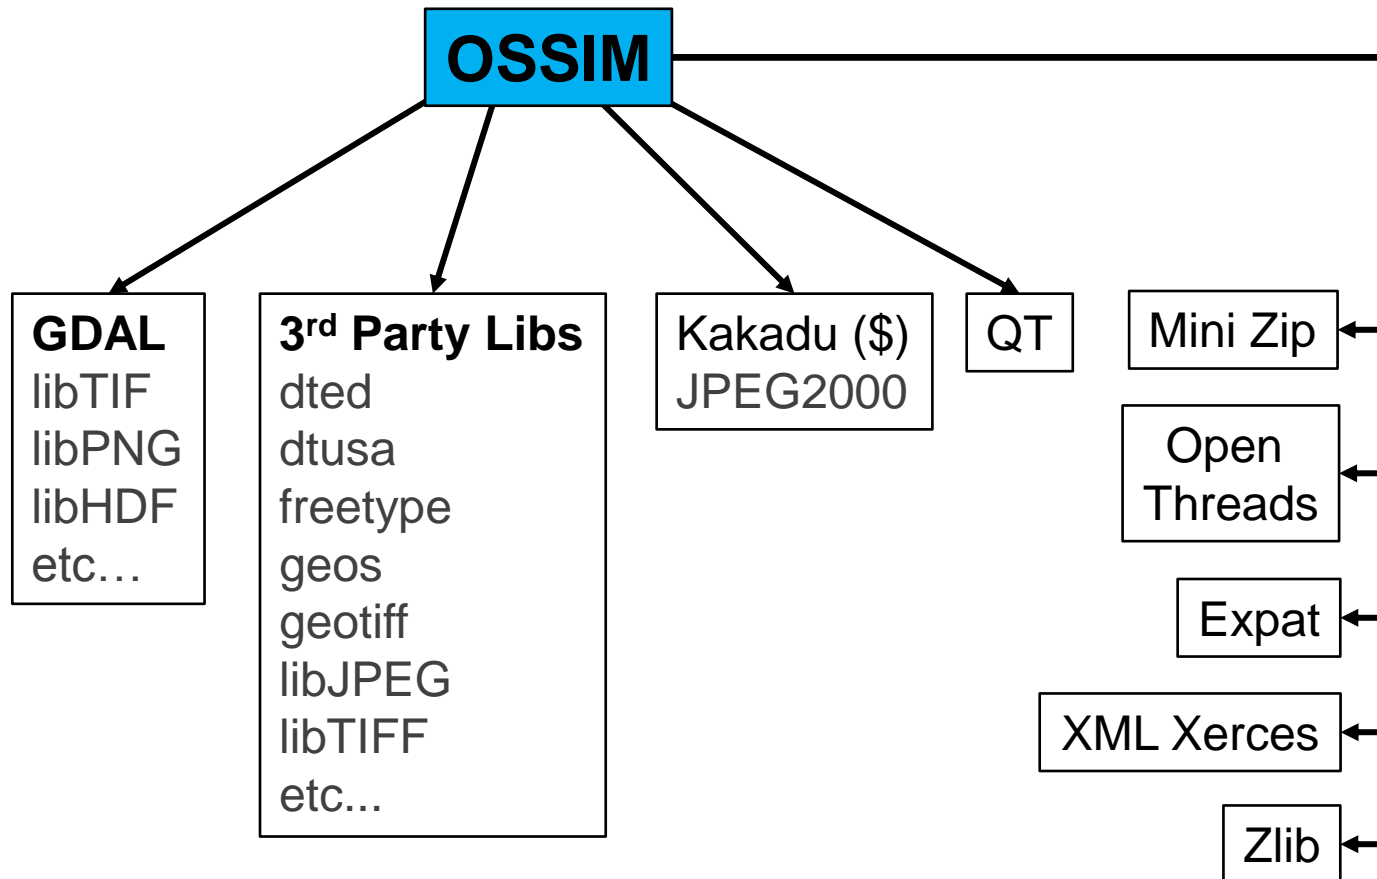 OSSIM
GDAL
libTIF
libPNG
libHDF
etc…
3rd Party Libs
dted
dtusa
freetype
geos
geotiff
libJPEG
libTIFF
etc...
Kakadu ($)
JPEG2000
QT
Mini Zip
Open
Threads
Expat
XML Xerces
Zlib